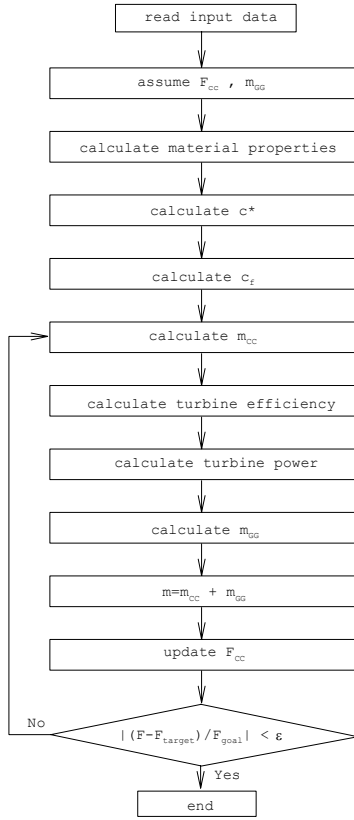 read input data
assume F_cc , m_GG
calculate material properties
calculate c*
calculate c_f
calculate m_CC
calculate turbine efficiency
calculate turbine power
calculate m_GG
m=m_CC + m_GG
update F_CC
No
|(F-F_target)/F_goal| < ε
Yes
end